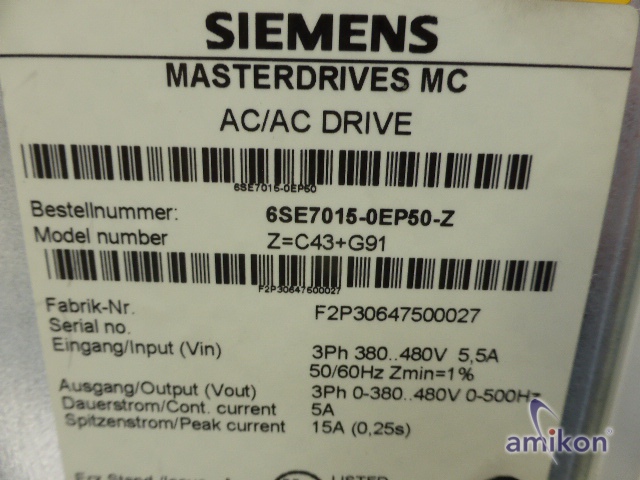 SIEMENS
MASTERDRIVES MC
AC/AC DRIVE
6SE7015-0EP50
Bestellnummer: 6SE7015-0EP50-Z
Model number Z=C43+G91
F2P30647500027
Fabrik-Nr. F2P30647500027
Serial no.
Eingang/Input (Vin) 3Ph 380..480V 5,5A
50/60Hz Zmin=1%
Ausgang/Output (Vout) 3Ph 0-380..480V 0-500Hz
Dauerstrom/Cont. current 5A
Spitzenstrom/Peak current 15A (0,25s)
amikon
LISTED